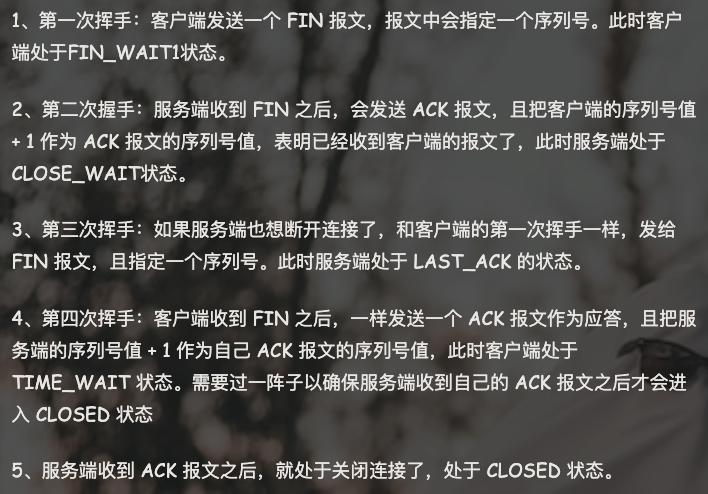 1、第一次挥手：客户端发送一个 FIN 报文，报文中会指定一个序列号。此时客户
端处于FIN_WAIT1状态。
2、第二次握手：服务端收到 FIN 之后，会发送 ACK 报文，且把客户端的序列号值
+ 1 作为 ACK 报文的序列号值，表明已经收到客户端的报文了，此时服务端处于
CLOSE_WAIT状态。
3、第三次挥手：如果服务端也想断开连接了，和客户端的第一次挥手一样，发给
FIN 报文，且指定一个序列号。此时服务端处于 LAST_ACK 的状态。
4、第四次挥手：客户端收到 FIN 之后，一样发送一个 ACK 报文作为应答，且把服
务端的序列号值 + 1 作为自己 ACK 报文的序列号值，此时客户端处于
TIME_WAIT 状态。需要过一阵子以确保服务端收到自己的 ACK 报文之后才会进
入 CLOSED 状态
5、服务端收到 ACK 报文之后，就处于关闭连接了，处于 CLOSED 状态。